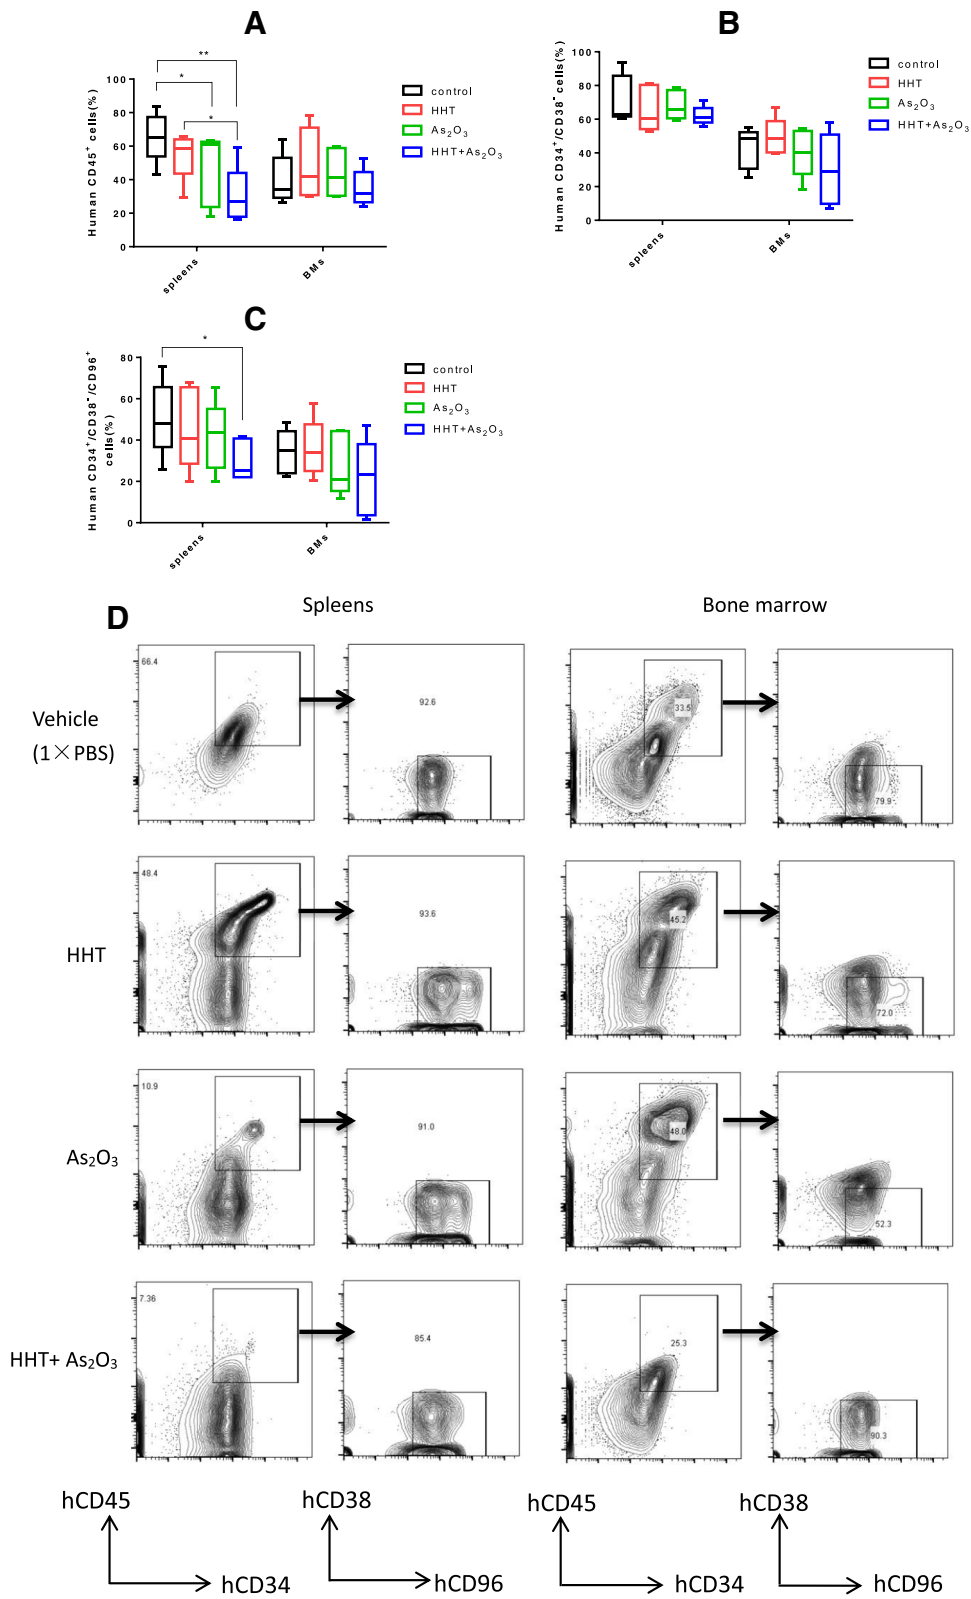 A
**
*
*
100
80
60
40
20
0
Human CD45+ cells(%)
spleens
BMs
control
HHT
As2O3
HHT+As2O3
B
100
80
60
40
20
0
Human CD34+/CD38- cells(%)
spleens
BMs
control
HHT
As2O3
HHT+As2O3
C
*
80
60
40
20
0
Human CD34+/CD38-/CD96+
cells(%)
spleens
BMs
control
HHT
As2O3
HHT+As2O3
D
Spleens
Bone marrow
Vehicle
(1×PBS)
66.4
92.6
33.5
79.9
HHT
48.4
93.6
45.2
72.0
As2O3
10.9
91.0
48.0
52.3
HHT+ As2O3
7.36
85.4
25.3
90.3
hCD45
hCD34
hCD38
hCD96
hCD45
hCD34
hCD38
hCD96